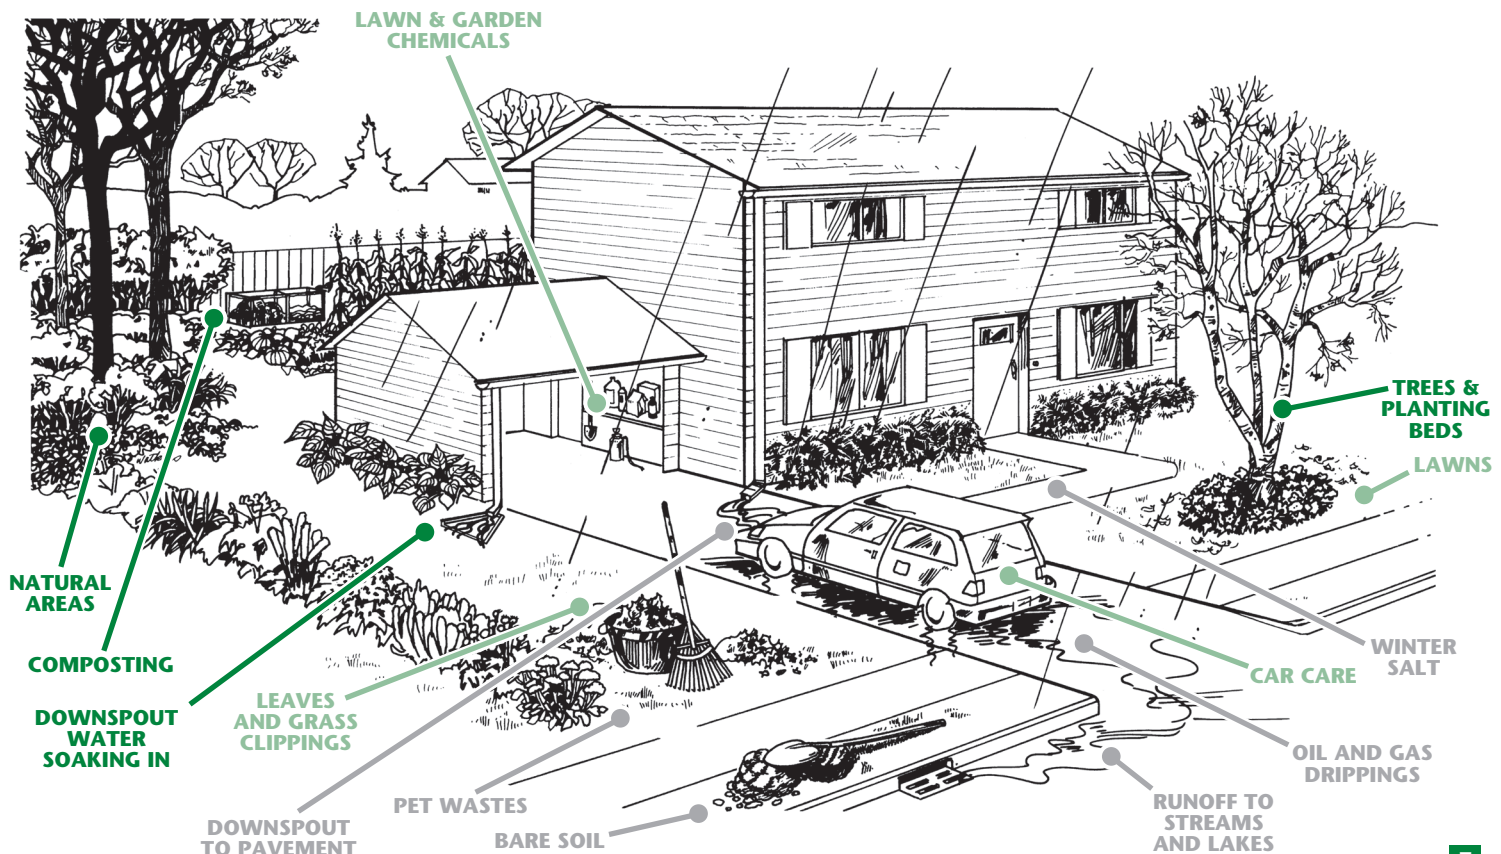 LAWN & GARDEN
CHEMICALS
TREES &
PLANTING
BEDS
LAWNS
NATURAL
AREAS
COMPOSTING
DOWNSPOUT
WATER
SOAKING IN
LEAVES
AND GRASS
CLIPPINGS
WINTER
SALT
CAR CARE
OIL AND GAS
DRIPPINGS
PET WASTES
RUNOFF TO
STREAMS
AND LAKES
DOWNSPOUT
TO PAVEMENT
BARE SOIL